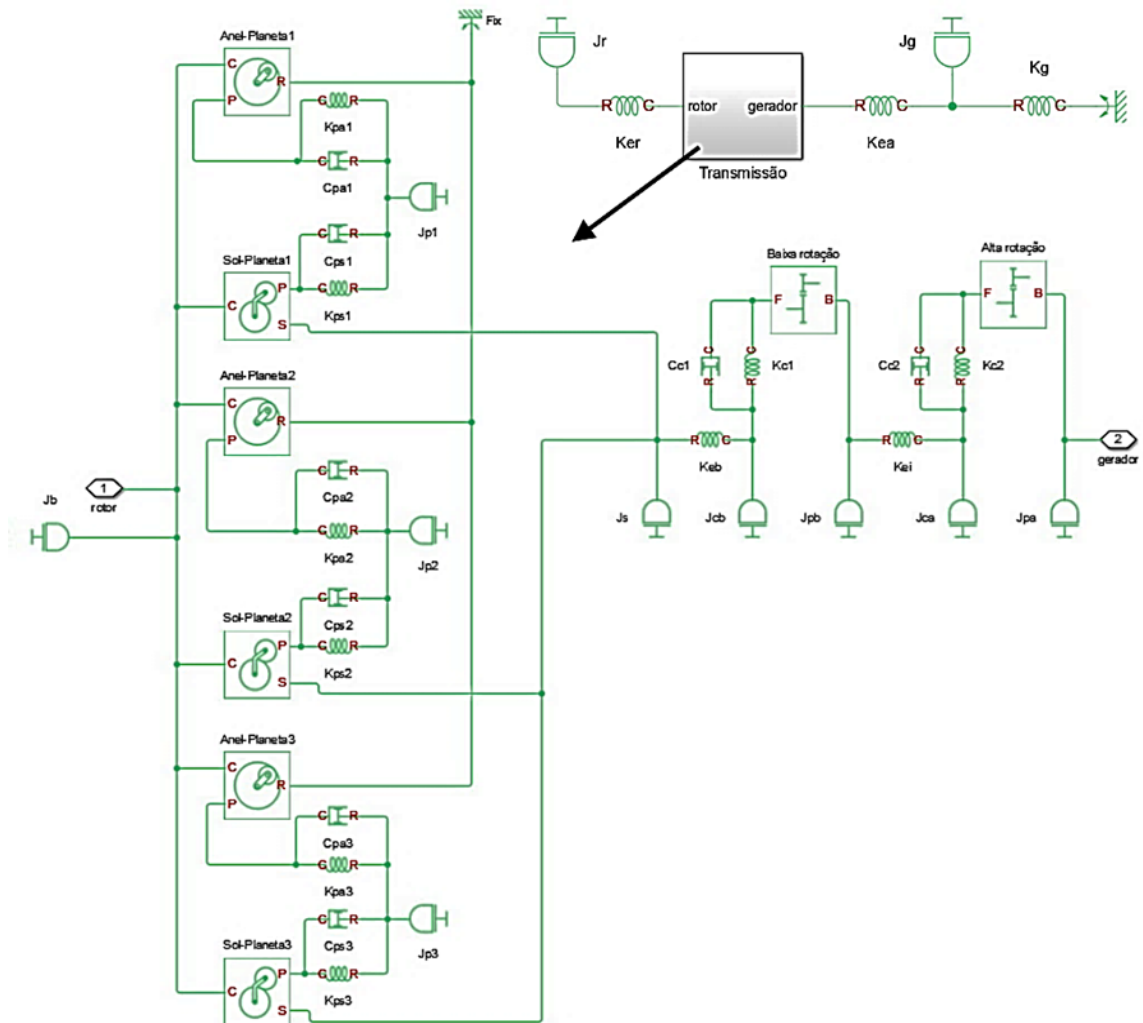 Anel-Planeta1
C
P
R
Fix
C R
Kpa1
C R
Cpa1
Jp1
C R
Cps1
Sol-Planeta1
C
P
S
C R
Kps1
Anel-Planeta2
C
P
R
C R
Cpa2
C R
Kpa2
Jp2
C R
Cps2
Sol-Planeta2
C
P
S
C R
Kps2
1
rotor
Jb
Anel-Planeta3
C
P
R
C R
Cpa3
C R
Kpa3
Jp3
C R
Cps3
Sol-Planeta3
C
P
S
C R
Kps3
Jr
R C
Ker
rotor gerador
Transmissão
R C
Kea
Jg
Kg
R C
Baixa rotação
F B
C
R
Cc1
C
R
Kc1
R C
Keb
Alta rotação
F B
C
R
Cc2
C
R
Kc2
R C
Kei
2
gerador
Js
Jcb
Jpb
Jca
Jpa